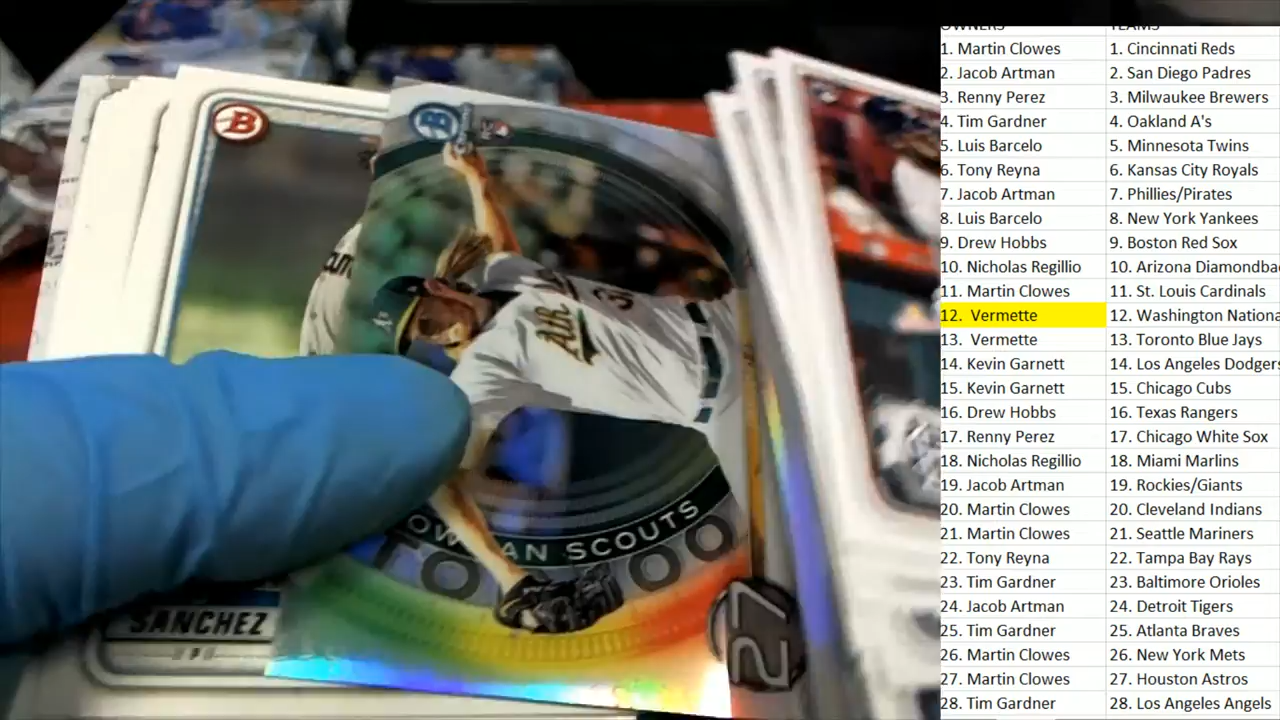 OWNERS TEAMS
1. Martin Clowes 1. Cincinnati Reds
2. Jacob Artman 2. San Diego Padres
3. Renny Perez 3. Milwaukee Brewers
4. Tim Gardner 4. Oakland A's
5. Luis Barcelo 5. Minnesota Twins
6. Tony Reyna 6. Kansas City Royals
7. Jacob Artman 7. Phillies/Pirates
8. Luis Barcelo 8. New York Yankees
9. Drew Hobbs 9. Boston Red Sox
10. Nicholas Regillio 10. Arizona Diamondba
11. Martin Clowes 11. St. Louis Cardinals
12. Vermette 12. Washington Nationa
13. Vermette 13. Toronto Blue Jays
14. Kevin Garnett 14. Los Angeles Dodgers
15. Kevin Garnett 15. Chicago Cubs
16. Drew Hobbs 16. Texas Rangers
17. Renny Perez 17. Chicago White Sox
18. Nicholas Regillio 18. Miami Marlins
19. Jacob Artman 19. Rockies/Giants
20. Martin Clowes 20. Cleveland Indians
21. Martin Clowes 21. Seattle Mariners
22. Tony Reyna 22. Tampa Bay Rays
23. Tim Gardner 23. Baltimore Orioles
24. Jacob Artman 24. Detroit Tigers
25. Tim Gardner 25. Atlanta Braves
26. Martin Clowes 26. New York Mets
27. Martin Clowes 27. Houston Astros
28. Tim Gardner 28. Los Angeles Angels
B
B
Ath
3
SCOUTS
27
SANCHEZ
P